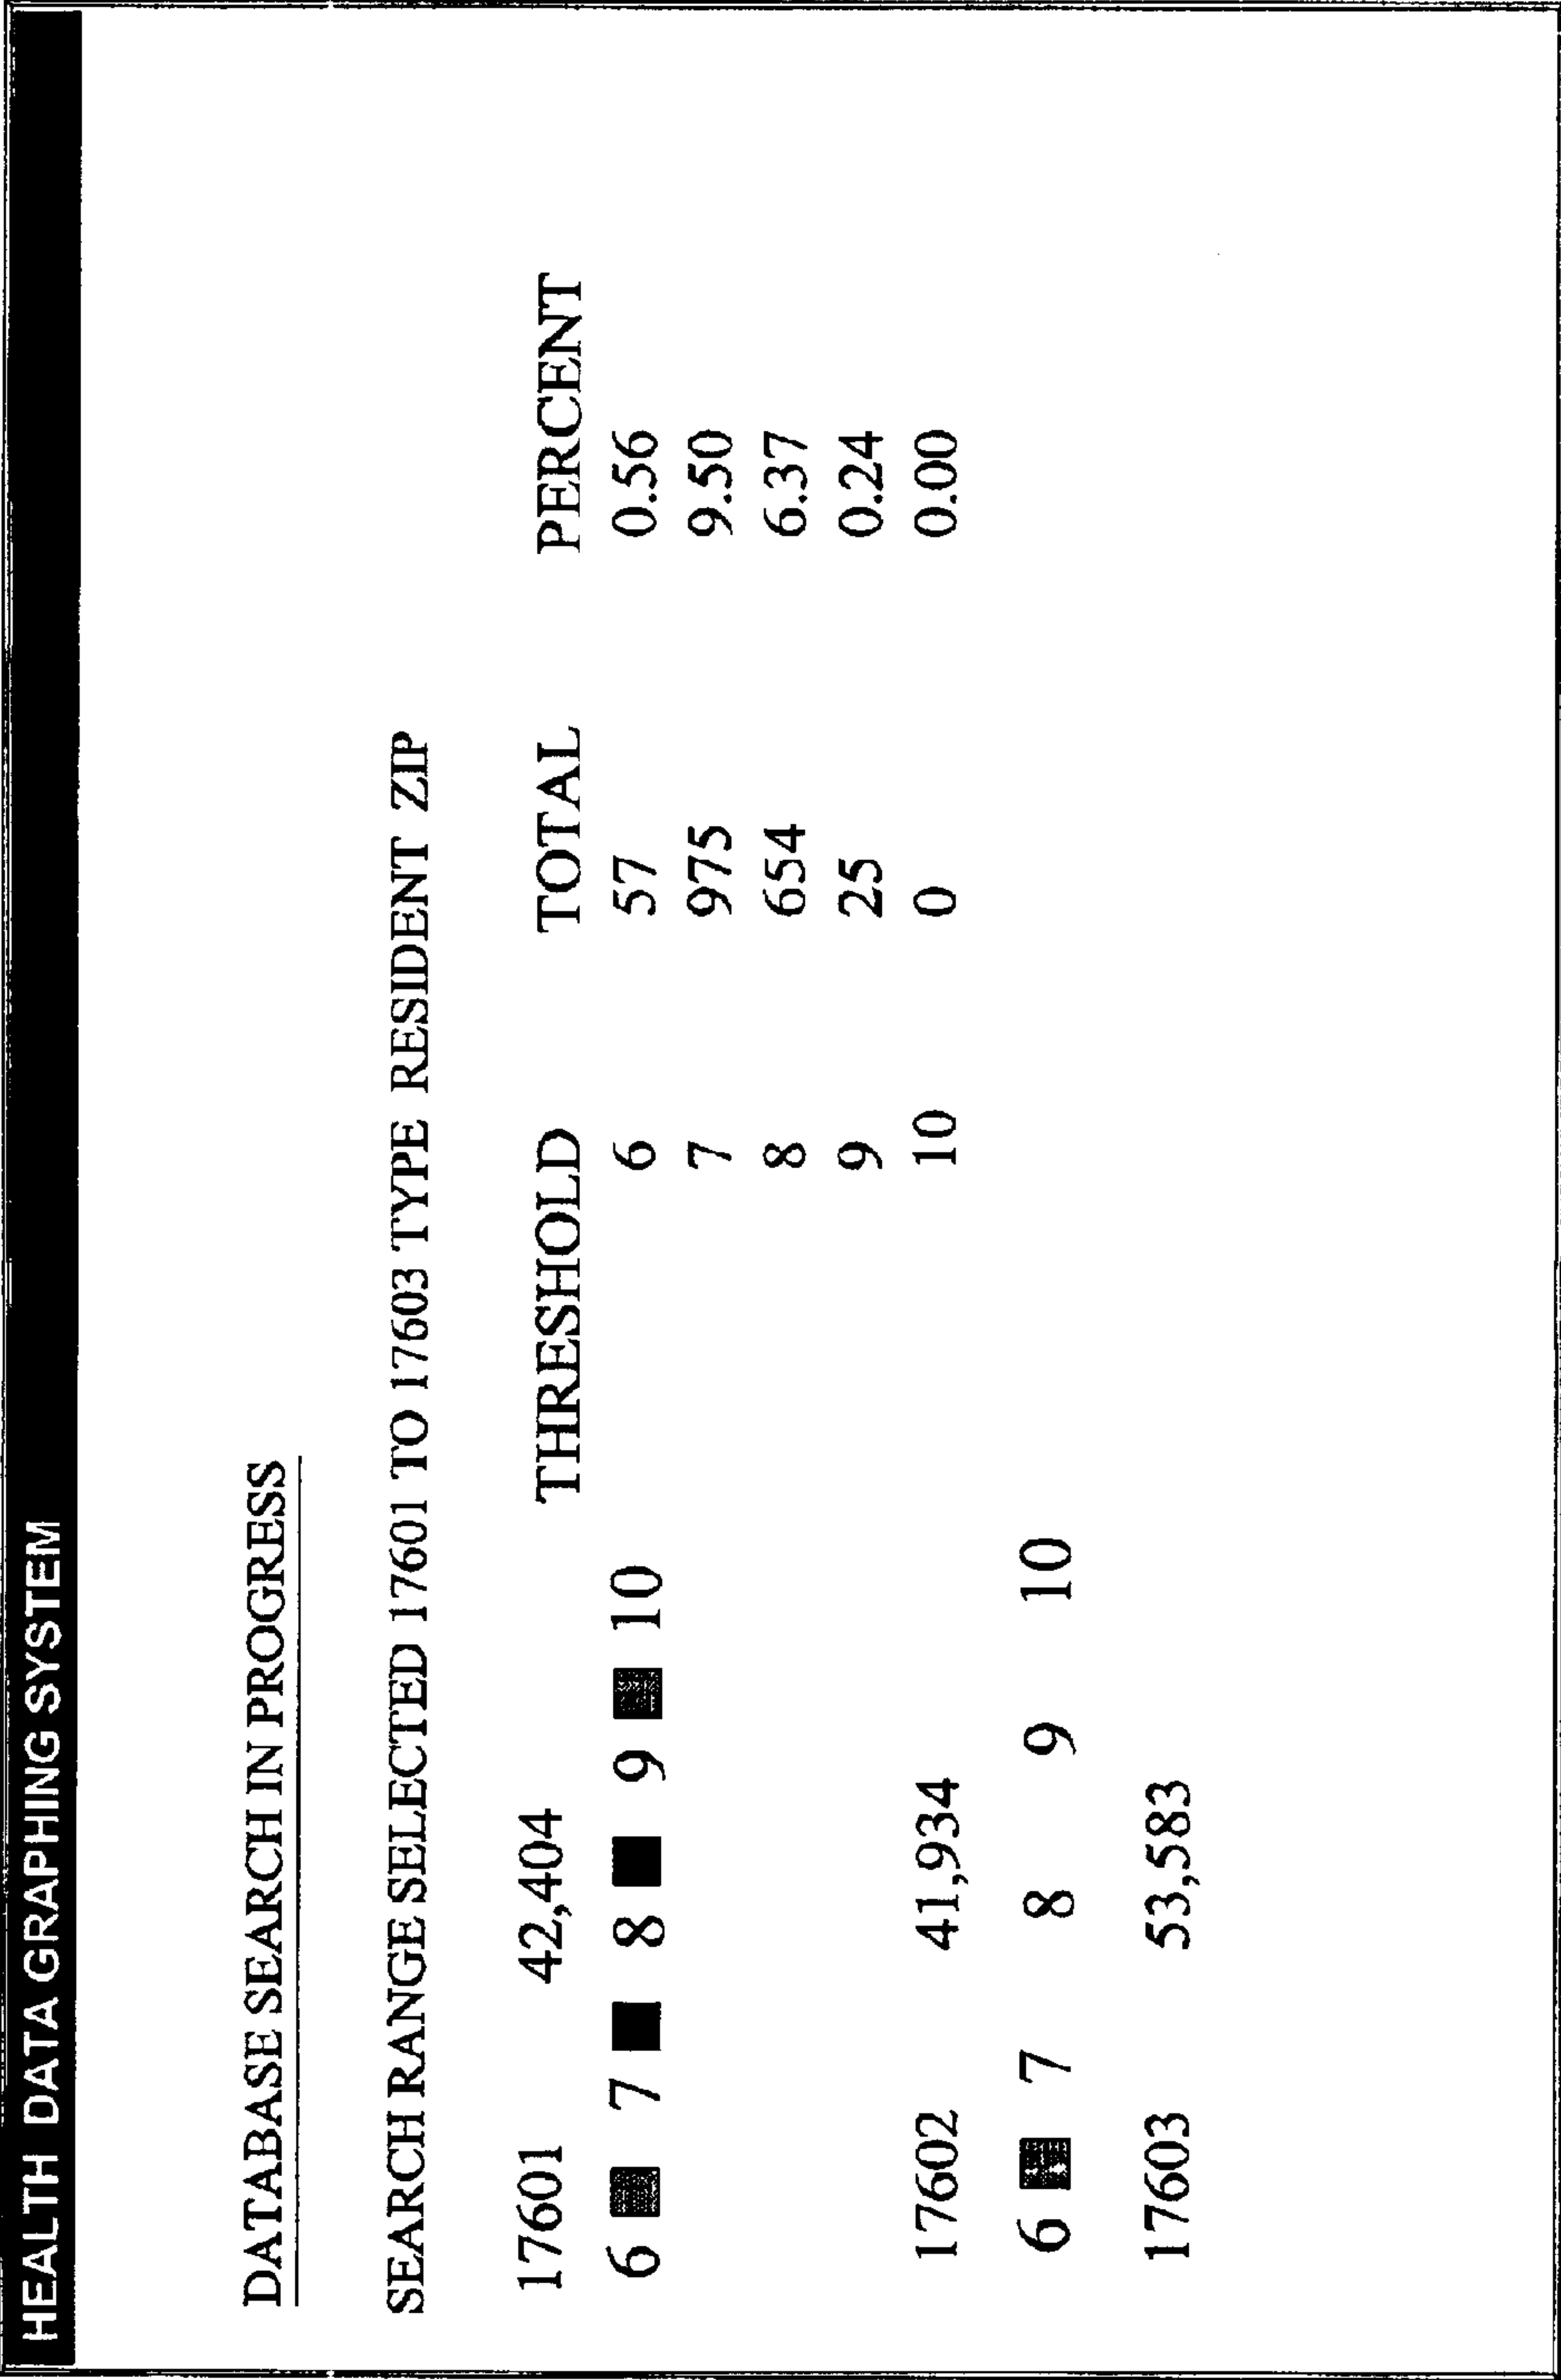 HEALTH DATA GRAPHING SYSTEM
DATABASE SEARCH IN PROGRESS
SEARCH RANGE SELECTED 17601 TO 17603 TYPE RESIDENT ZIP
17601 42,404 THRESHOLD TOTAL PERCENT
6 7 8 9 10 6 57 0.56
7 975 9.50
8 654 6.37
9 25 0.24
17602 41,934 10 0 0.00
6 7 8 9 10
17603 53,583